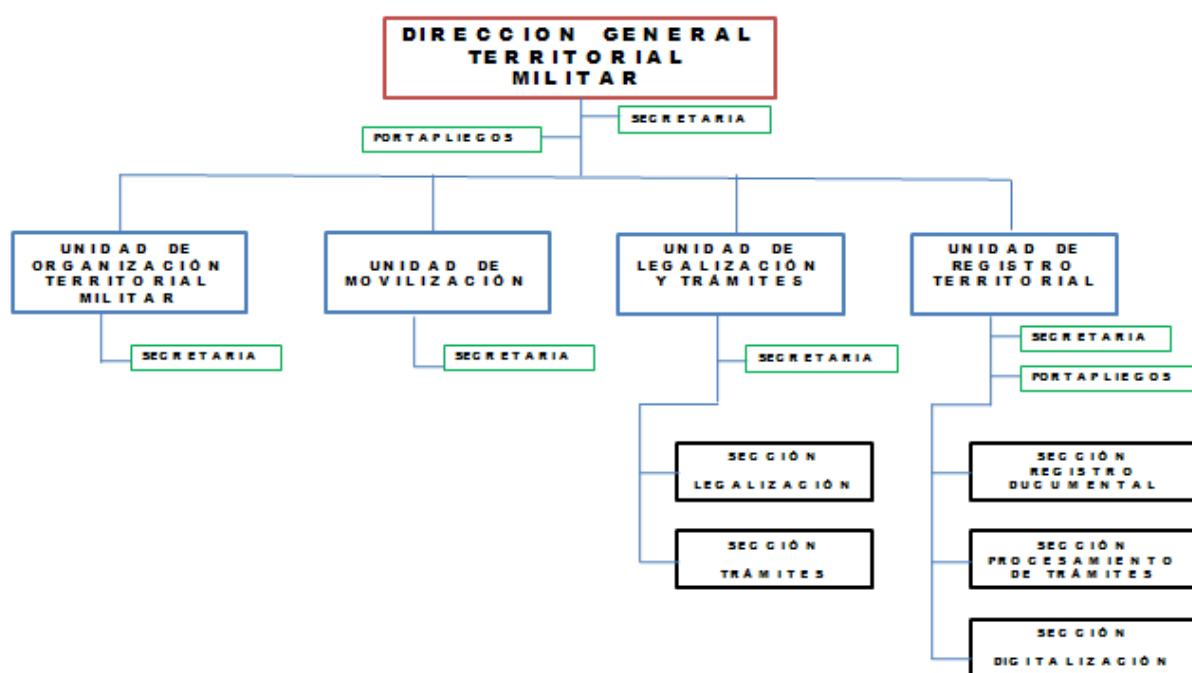 DIRECCION GENERAL
TERRITORIAL
MILITAR
SECRETARIA
PORTAPLIEGOS
UNIDAD DE
ORGANIZACIÓN
TERRITORIAL
MILITAR
UNIDAD DE
MOVILIZACIÓN
UNIDAD DE
LEGALIZACIÓN
Y TRÁMITES
UNIDAD DE
REGISTRO
TERRITORIAL
SECRETARIA
SECRETARIA
SECRETARIA
SECRETARIA
PORTAPLIEGOS
SECCIÓN
LEGALIZACIÓN
SECCIÓN
TRÁMITES
SECCIÓN
REGISTRO
DUCUMENTAL
SECCIÓN
PROCESAMIENTO
DE TRÁMITES
SECCIÓN
DIGITALIZACIÓN